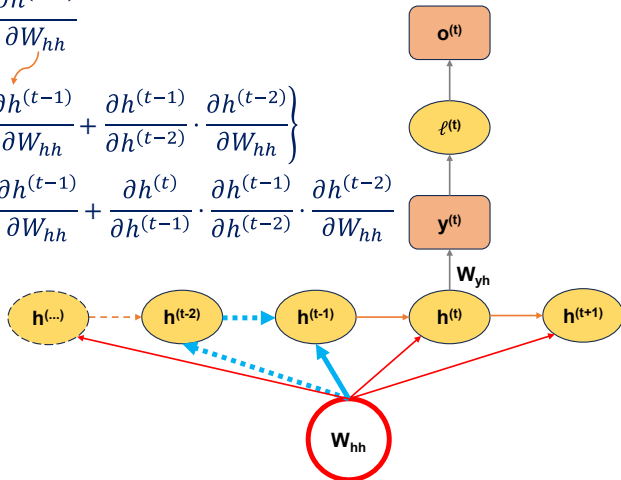 ∂W_hh
∂h^(t−1)/∂W_hh + ∂h^(t−1)/∂h^(t−2) · ∂h^(t−2)/∂W_hh }
∂h^(t−1)/∂W_hh + ∂h^(t)/∂h^(t−1) · ∂h^(t−1)/∂h^(t−2) · ∂h^(t−2)/∂W_hh
o^(t)
ℓ^(t)
y^(t)
W_yh
h^(...) h^(t-2) h^(t-1) h^(t) h^(t+1)
W_hh